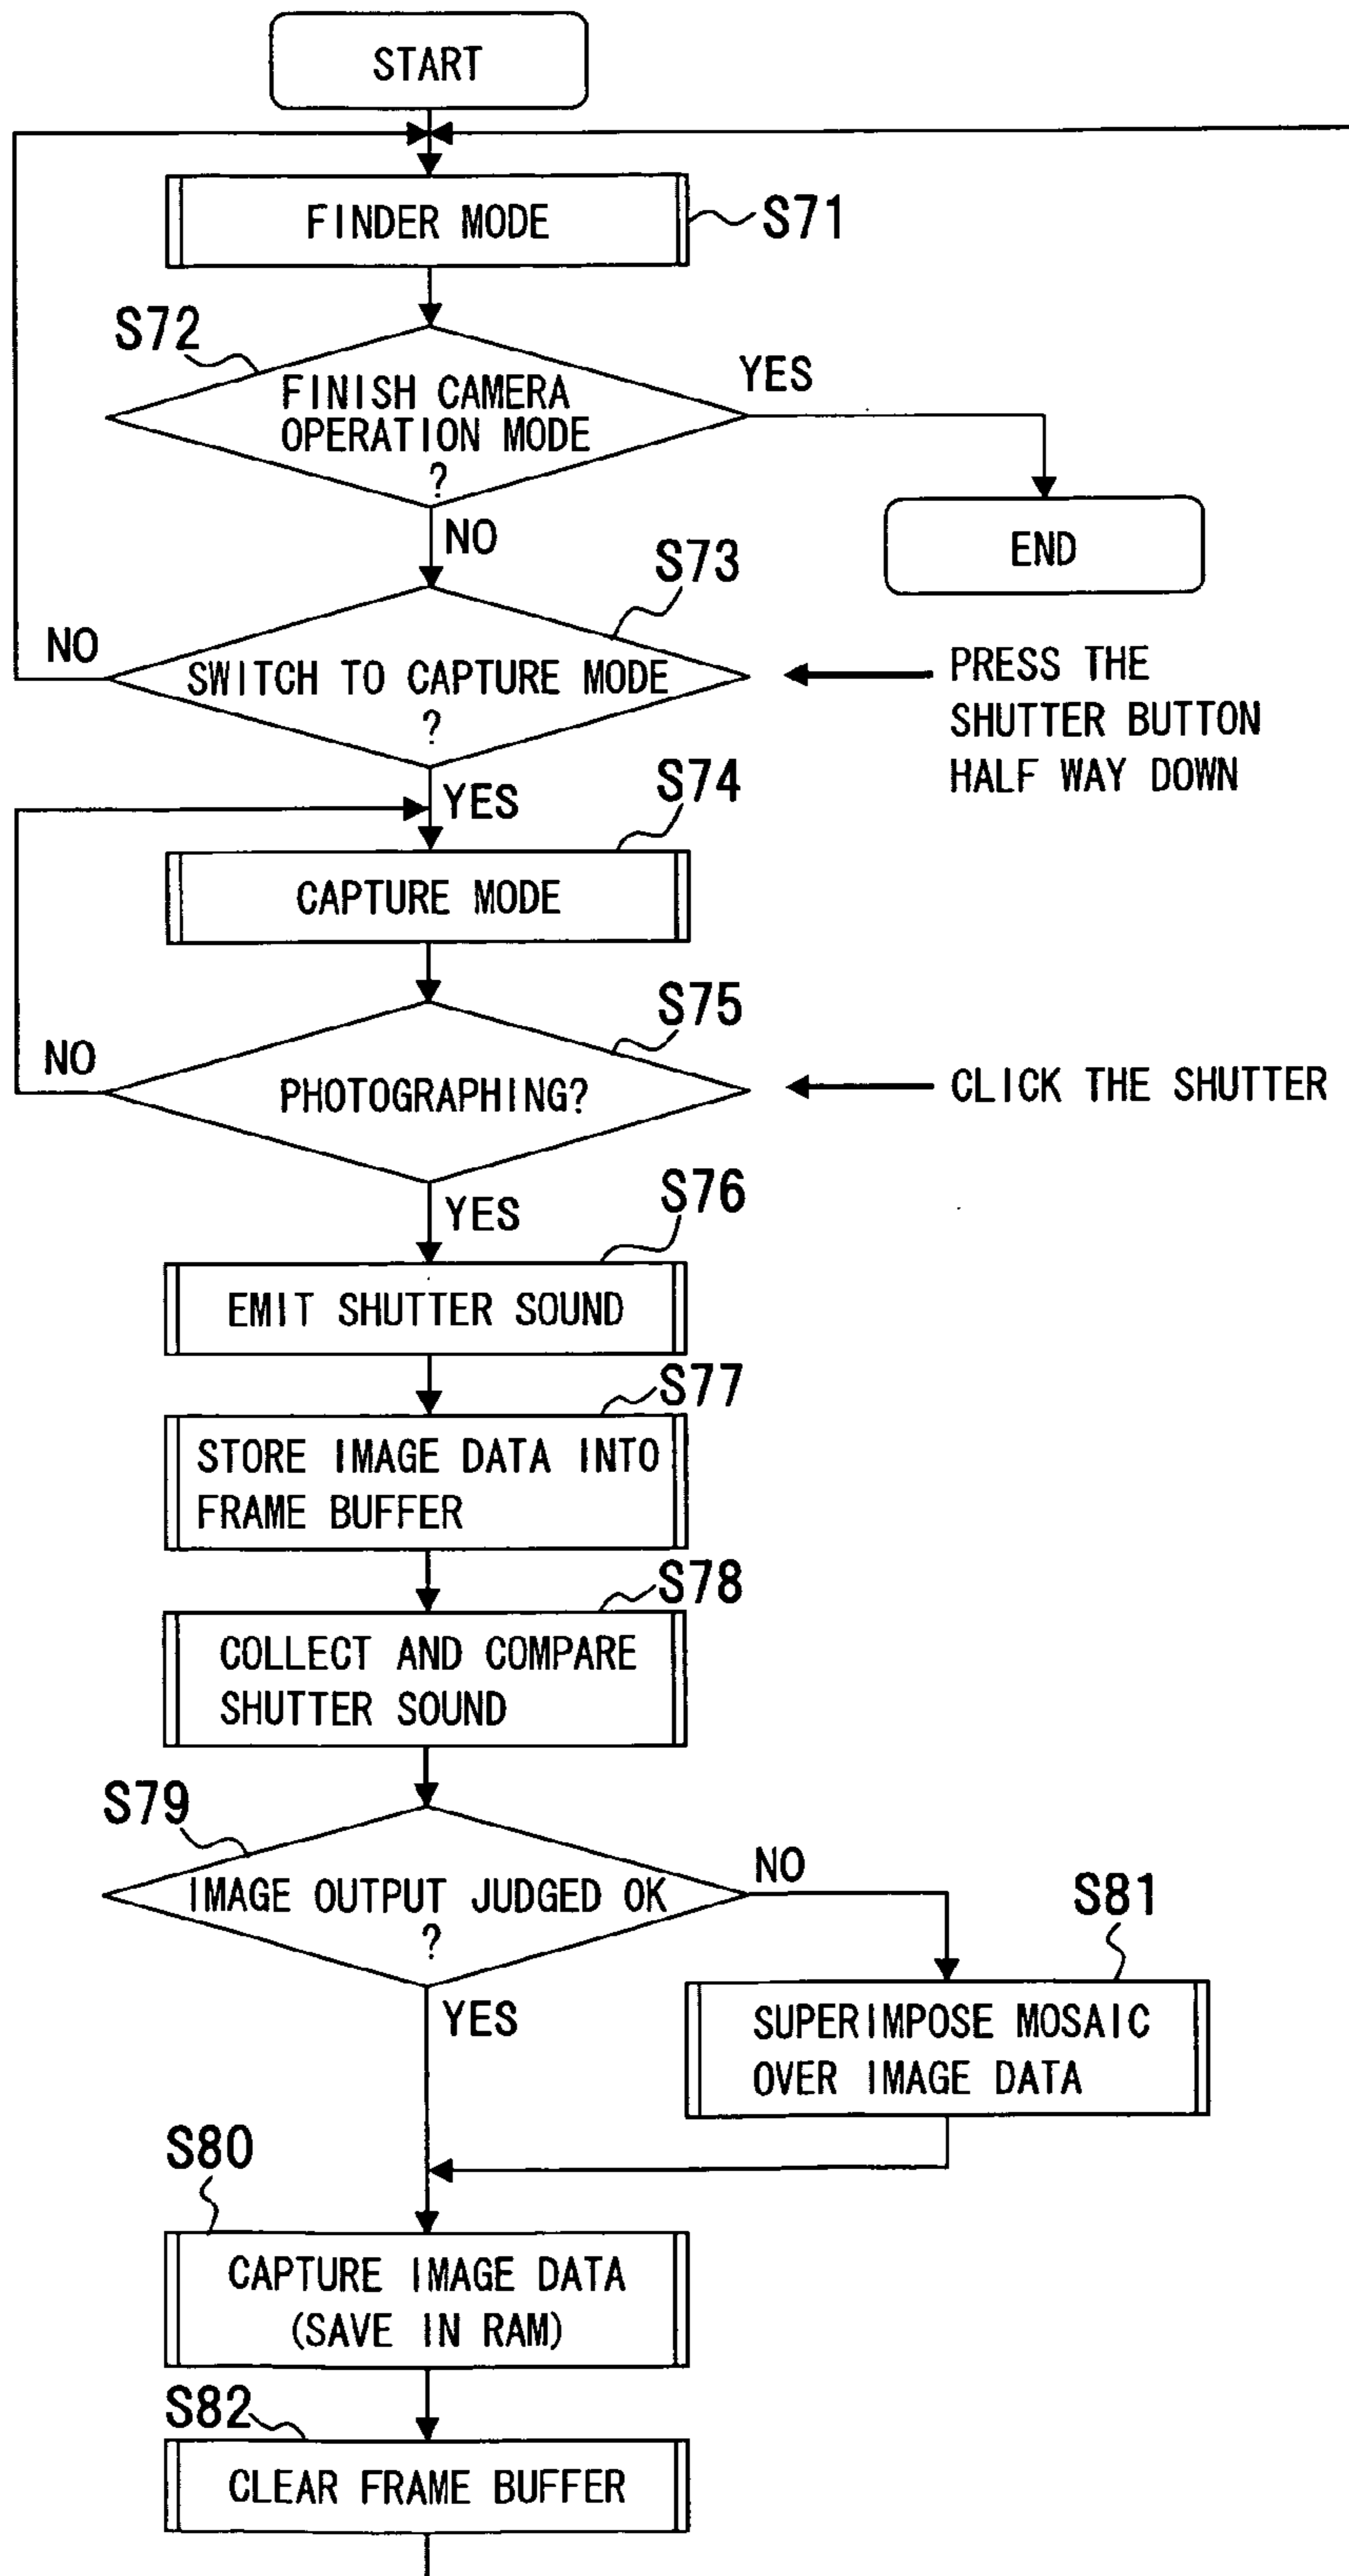 START
FINDER MODE
S71
S72
FINISH CAMERA
OPERATION MODE
?
YES
NO
END
S73
NO
SWITCH TO CAPTURE MODE
?
PRESS THE
SHUTTER BUTTON
HALF WAY DOWN
YES
S74
CAPTURE MODE
S75
NO
PHOTOGRAPHING?
CLICK THE SHUTTER
YES
S76
EMIT SHUTTER SOUND
S77
STORE IMAGE DATA INTO
FRAME BUFFER
S78
COLLECT AND COMPARE
SHUTTER SOUND
S79
IMAGE OUTPUT JUDGED OK
?
NO
YES
S81
SUPERIMPOSE MOSAIC
OVER IMAGE DATA
S80
CAPTURE IMAGE DATA
(SAVE IN RAM)
S82
CLEAR FRAME BUFFER